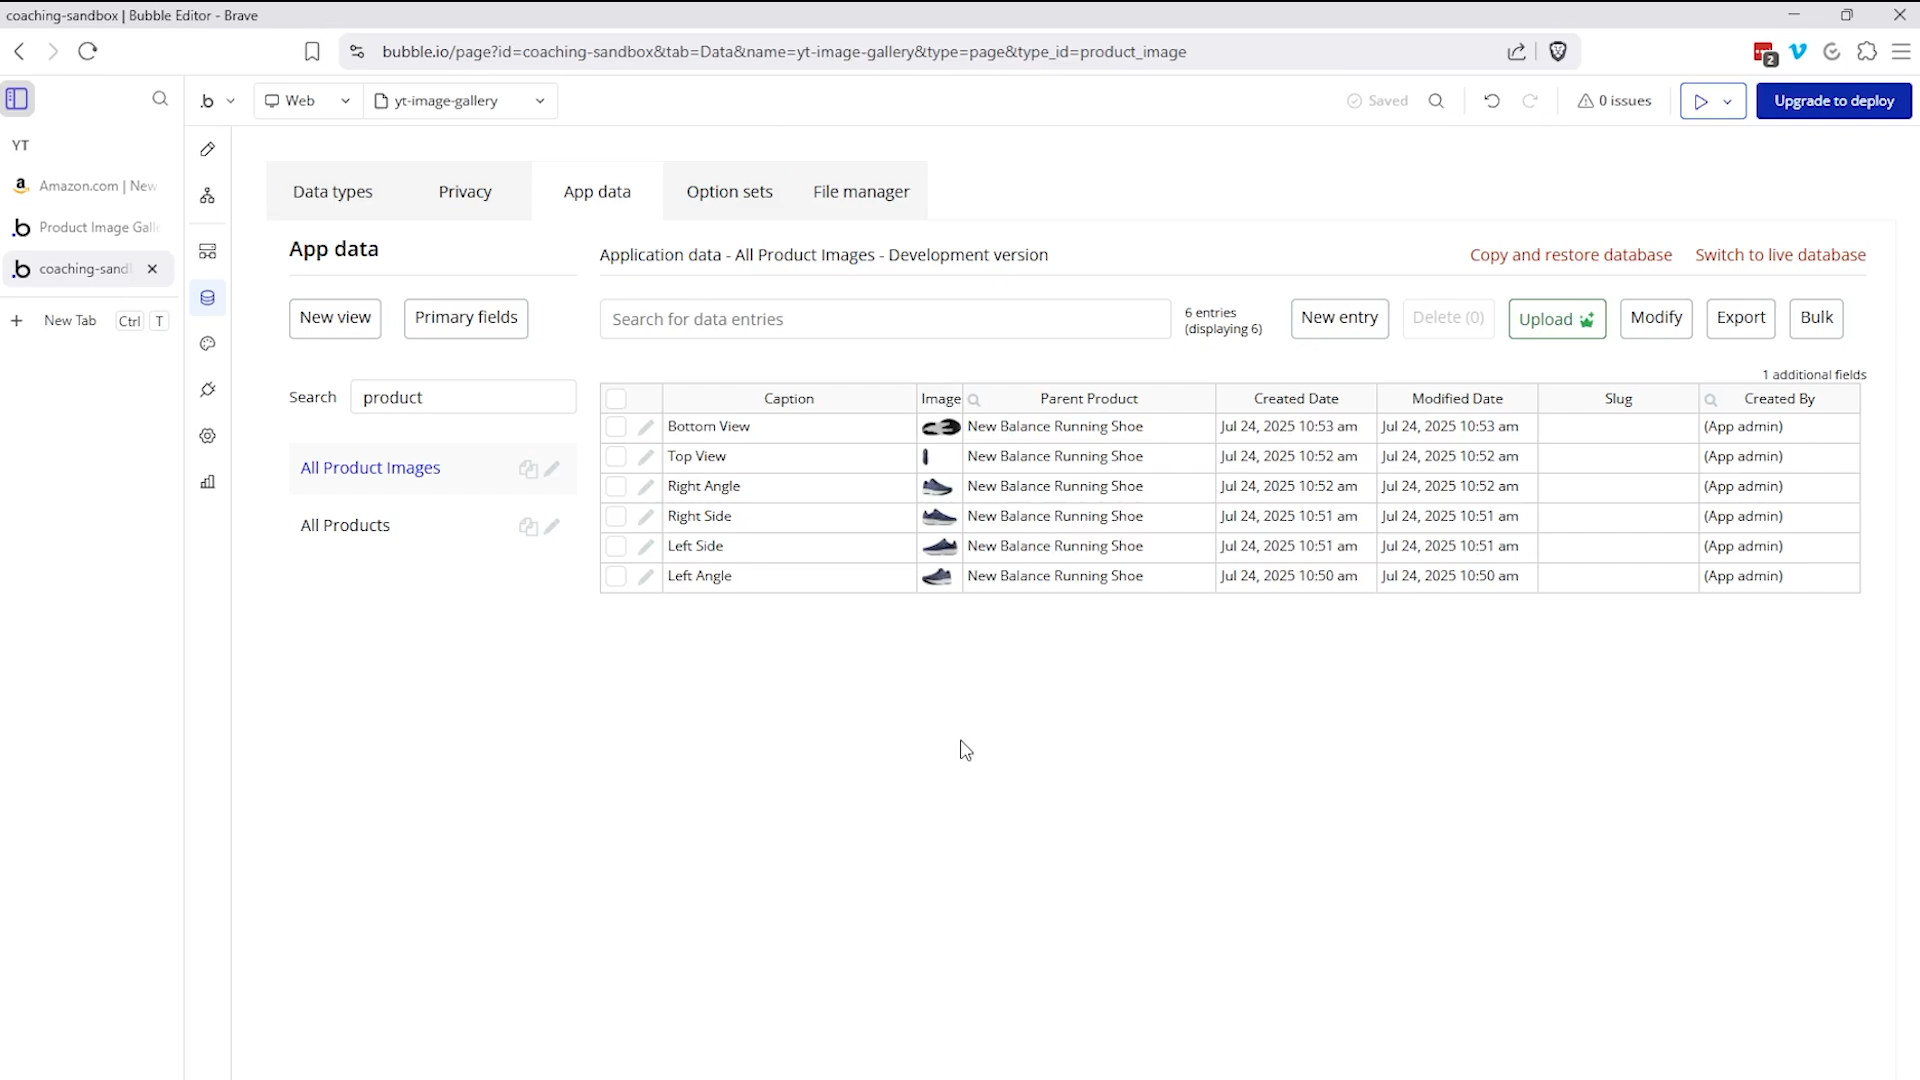 coaching-sandbox | Bubble Editor - Brave
bubble.io/page?id=coaching-sandbox&tab=Data&name=yt-image-gallery&type=page&type_id=product_image
2
.b
Web
yt-image-gallery
Saved
0 issues
Upgrade to deploy
YT
Amazon.com | New
Product Image Galle
coaching-sand
New Tab
Ctrl
T
Data types
Privacy
App data
Option sets
File manager
App data
Application data - All Product Images - Development version
Copy and restore database
Switch to live database
New view
Primary fields
Search for data entries
6 entries
(displaying 6)
New entry
Delete (0)
Upload
Modify
Export
Bulk
1 additional fields
Search
product
All Product Images
All Products
Caption
Image
Parent Product
Created Date
Modified Date
Slug
Created By
Bottom View New Balance Running Shoe Jul 24, 2025 10:53 am Jul 24, 2025 10:53 am (App admin)
Top View New Balance Running Shoe Jul 24, 2025 10:52 am Jul 24, 2025 10:52 am (App admin)
Right Angle New Balance Running Shoe Jul 24, 2025 10:52 am Jul 24, 2025 10:52 am (App admin)
Right Side New Balance Running Shoe Jul 24, 2025 10:51 am Jul 24, 2025 10:51 am (App admin)
Left Side New Balance Running Shoe Jul 24, 2025 10:51 am Jul 24, 2025 10:51 am (App admin)
Left Angle New Balance Running Shoe Jul 24, 2025 10:50 am Jul 24, 2025 10:50 am (App admin)